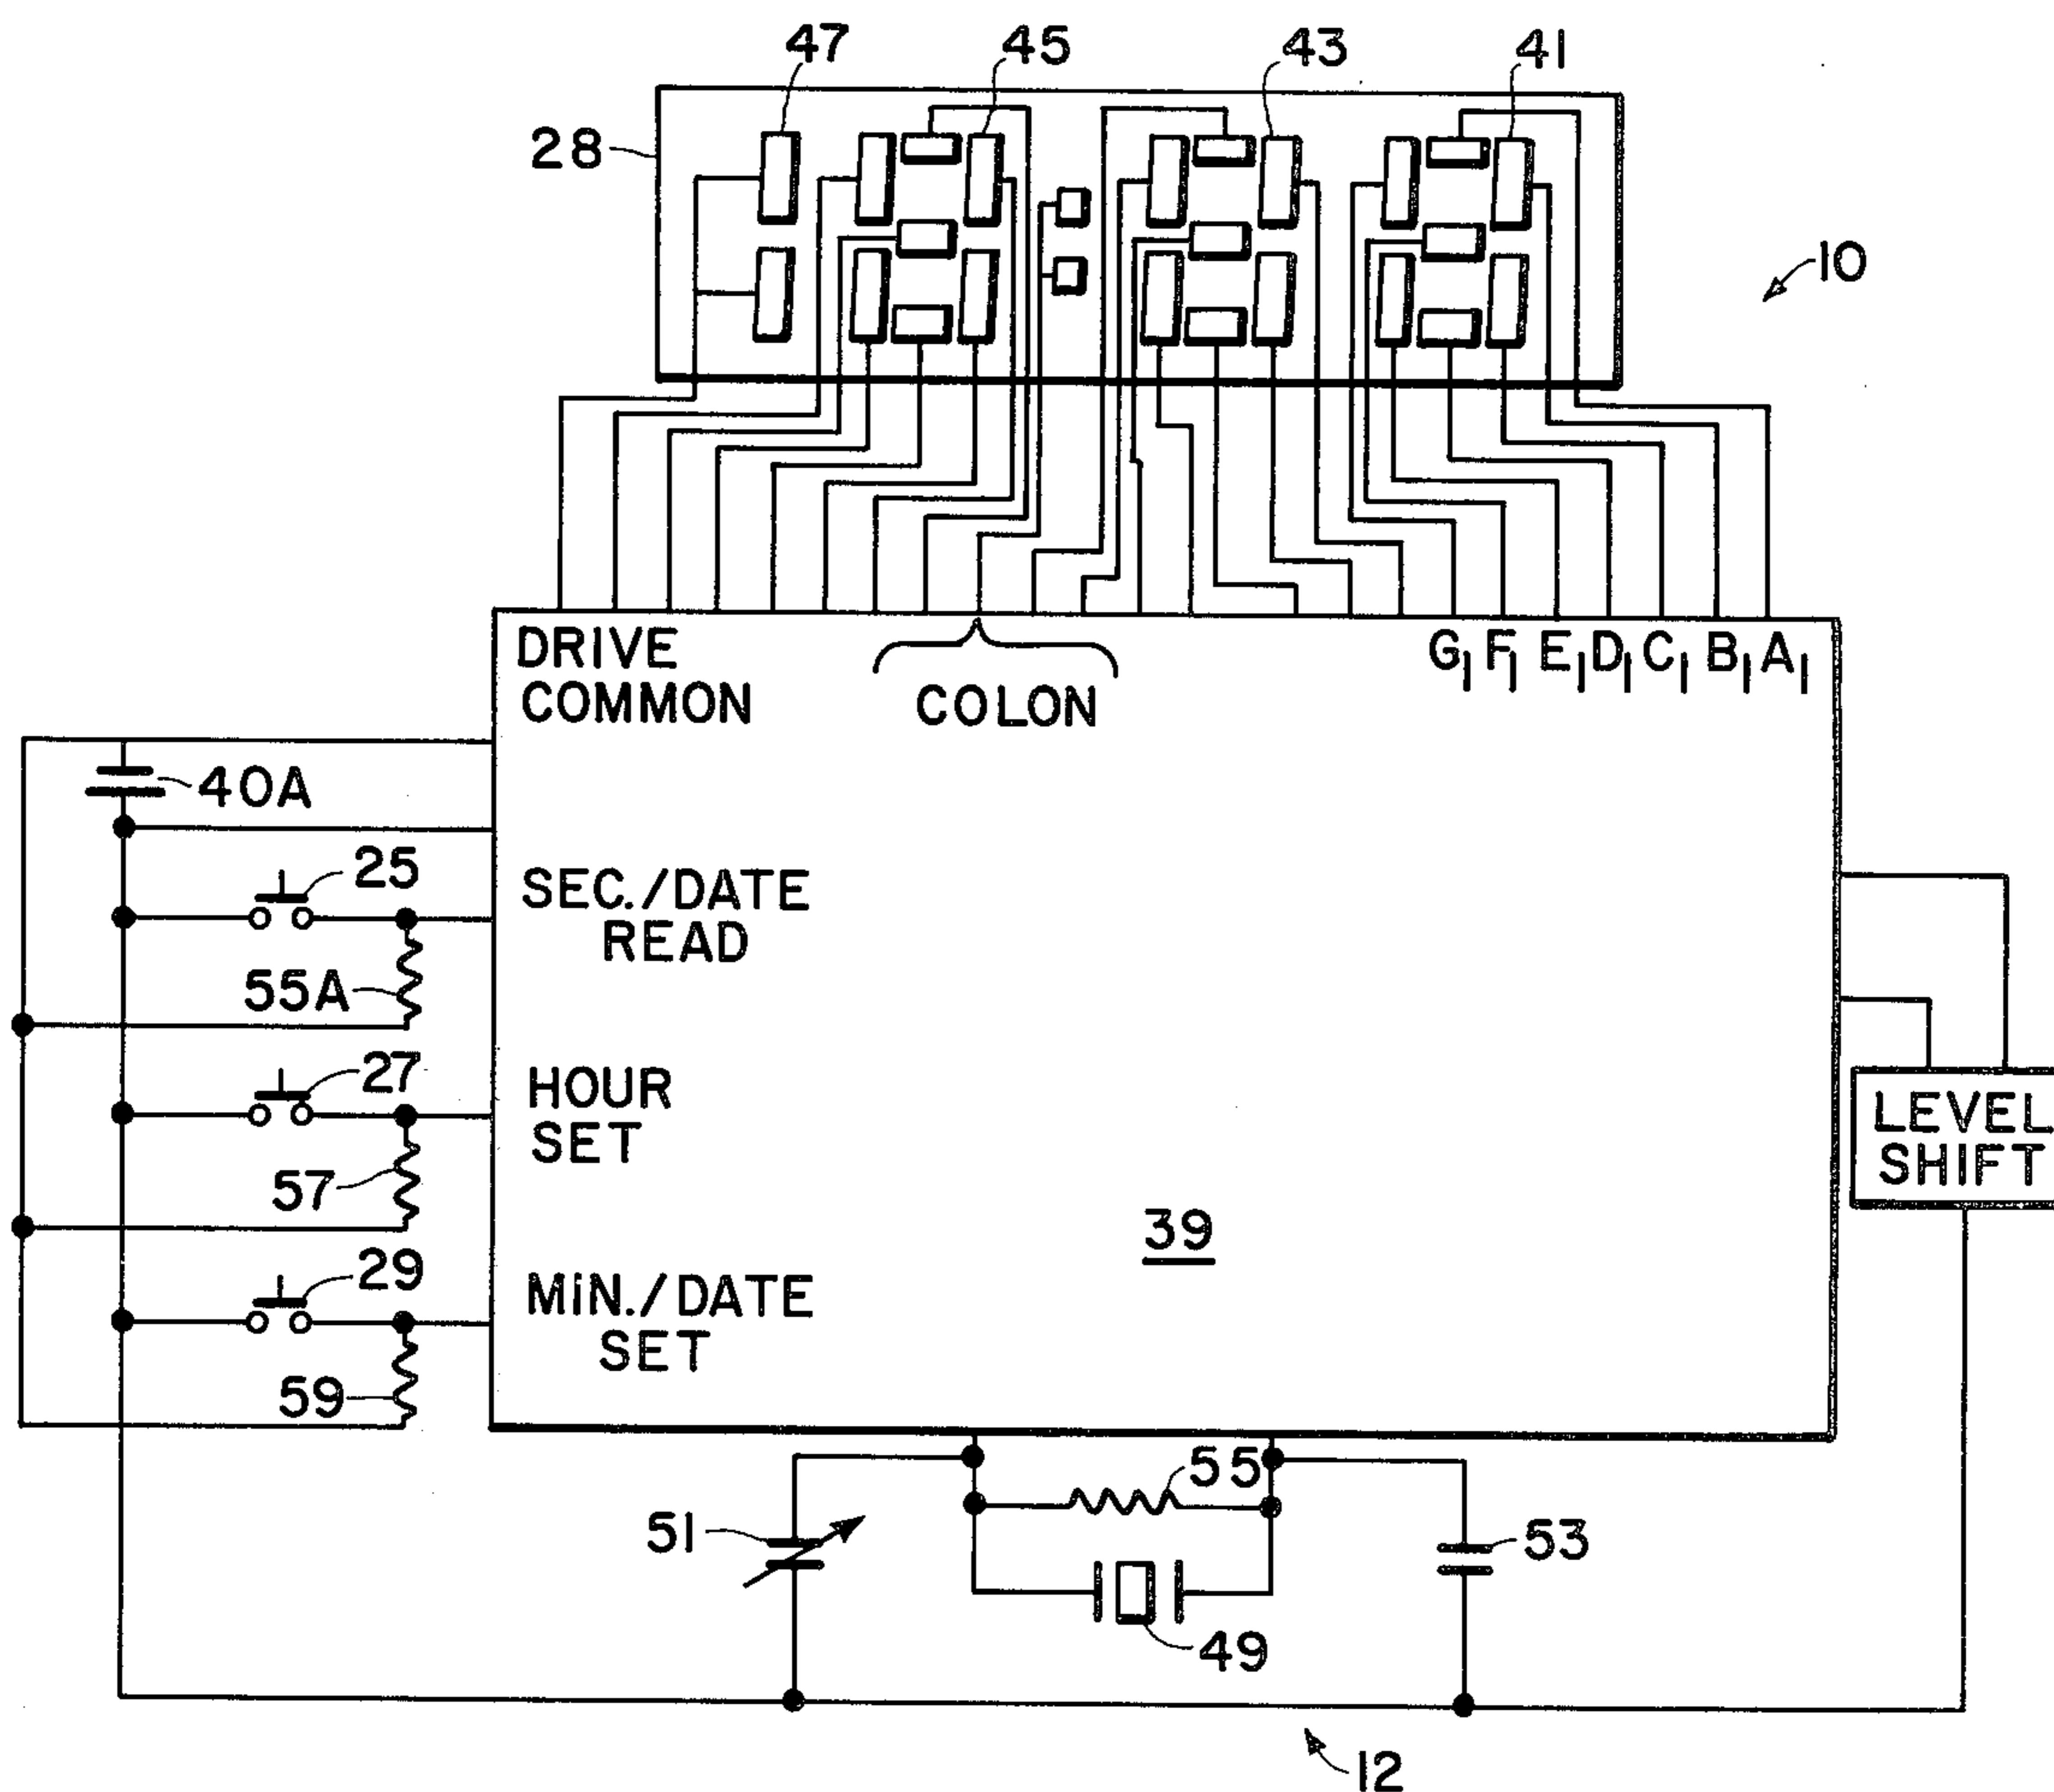 47
45
43
41
28
10
DRIVE
COMMON
COLON
G1 F1 E1 D1 C1 B1 A1
40A
25
SEC./DATE
READ
55A
27
HOUR
SET
57
LEVEL
SHIFT
39
29
MIN./DATE
SET
59
55
51
53
49
12